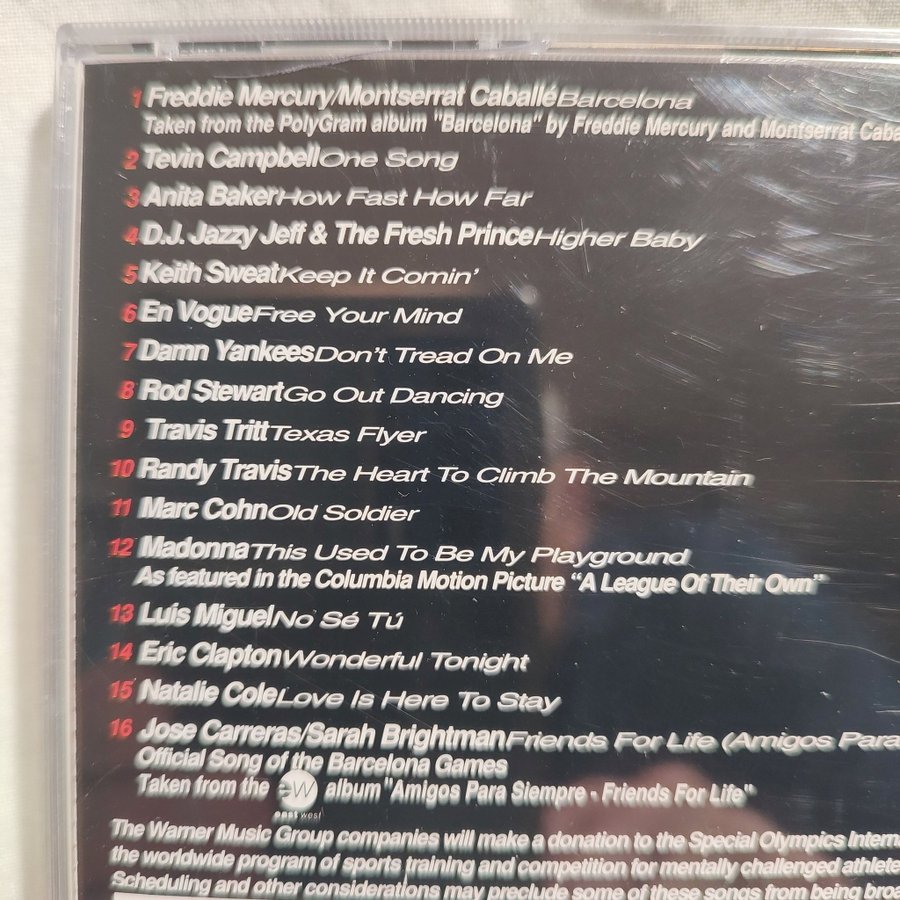 1 Freddie Mercury/Montserrat Caballé Barcelona
Taken from the PolyGram album "Barcelona" by Freddie Mercury and Montserrat Caba
2 Tevin Campbell One Song
3 Anita Baker How Fast How Far
4 D.J. Jazzy Jeff & The Fresh Prince Higher Baby
5 Keith Sweat Keep It Comin'
6 En Vogue Free Your Mind
7 Damn Yankees Don't Tread On Me
8 Rod Stewart Go Out Dancing
9 Travis Tritt Texas Flyer
10 Randy Travis The Heart To Climb The Mountain
11 Marc Cohn Old Soldier
12 Madonna This Used To Be My Playground
As featured in the Columbia Motion Picture "A League Of Their Own"
13 Luis Miguel No Sé Tú
14 Eric Clapton Wonderful Tonight
15 Natalie Cole Love Is Here To Stay
16 Jose Carreras/Sarah Brightman Friends For Life (Amigos Para
Official Song of the Barcelona Games
Taken from the ew album "Amigos Para Siempre - Friends For Life"
east west
The Warner Music Group companies will make a donation to the Special Olympics Interna
the worldwide program of sports training and competition for mentally challenged athlete
Scheduling and other considerations may preclude some of these songs from being broa